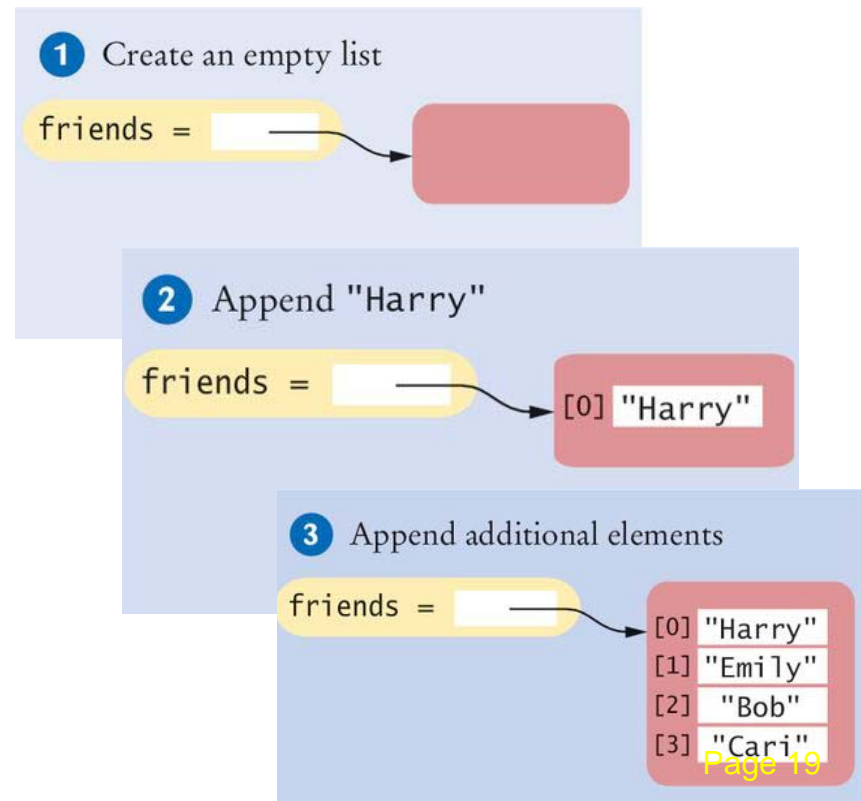 1 Create an empty list
friends =
2 Append "Harry"
friends =
[0] "Harry"
3 Append additional elements
friends =
[0] "Harry"
[1] "Emily"
[2] "Bob"
[3] "Cari"
Page 19